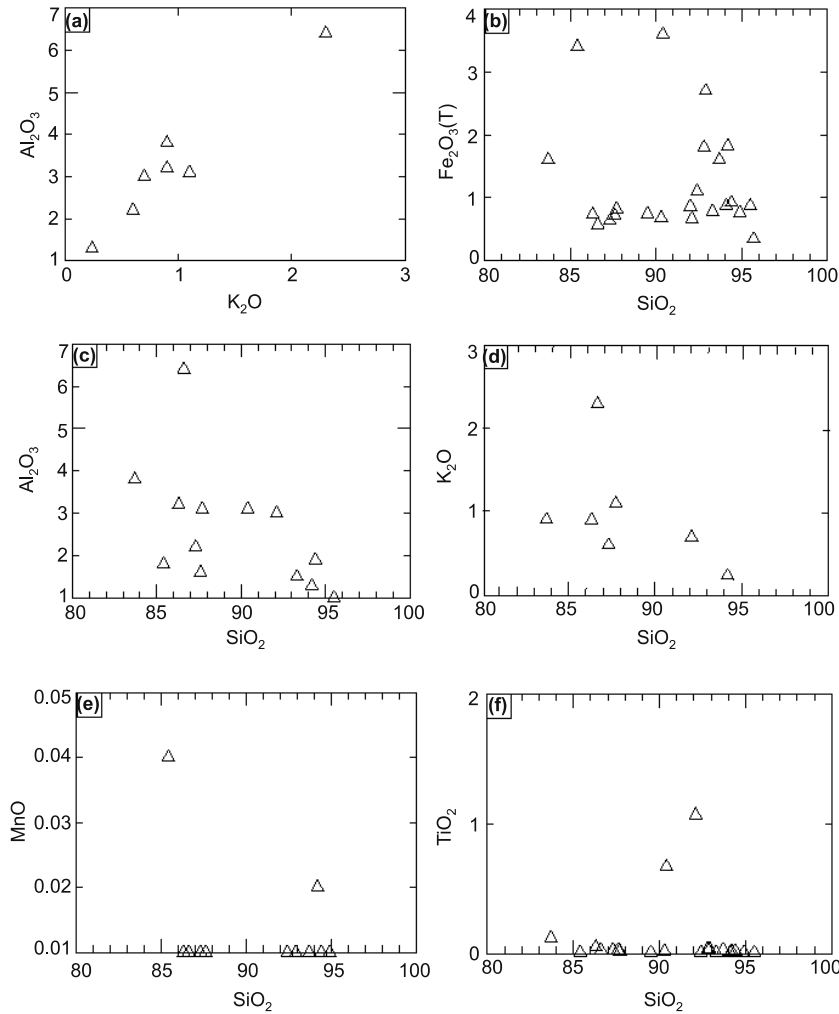 (a)
7
6
5
4
3
2
1
Al₂O₃
0 1 2 3
K₂O
(b)
4
3
2
1
0
Fe₂O₃(T)
80 85 90 95 100
SiO₂
(c)
7
6
5
4
3
2
1
Al₂O₃
80 85 90 95 100
SiO₂
(d)
3
2
1
0
K₂O
80 85 90 95 100
SiO₂
(e)
0.05
0.04
0.03
0.02
0.01
MnO
80 85 90 95 100
SiO₂
(f)
2
1
0
TiO₂
80 85 90 95 100
SiO₂